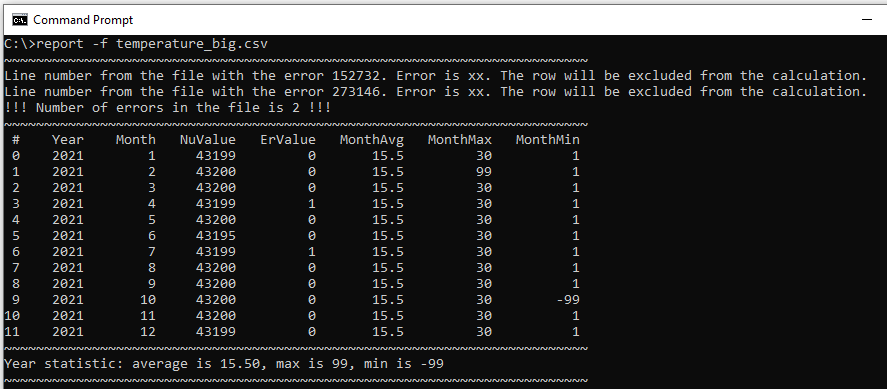 Command Prompt
C:\>report -f temperature_big.csv
~~~~~~~~~~~~~~~~~~~~~~~~~~~~~~~~~~~~~~~~~~~~~~~~~~~~~~~~~~~~~~~~~~~~~~~~~
Line number from the file with the error 152732. Error is xx. The row will be excluded from the calculation.
Line number from the file with the error 273146. Error is xx. The row will be excluded from the calculation.
!!! Number of errors in the file is 2 !!!
~~~~~~~~~~~~~~~~~~~~~~~~~~~~~~~~~~~~~~~~~~~~~~~~~~~~~~~~~~~~~~~~~~~~~~~~~
 #    Year    Month   NuValue   ErValue   MonthAvg   MonthMax   MonthMin
 0    2021        1     43199         0       15.5         30          1
 1    2021        2     43200         0       15.5         99          1
 2    2021        3     43200         0       15.5         30          1
 3    2021        4     43199         1       15.5         30          1
 4    2021        5     43200         0       15.5         30          1
 5    2021        6     43195         0       15.5         30          1
 6    2021        7     43199         1       15.5         30          1
 7    2021        8     43200         0       15.5         30          1
 8    2021        9     43200         0       15.5         30          1
 9    2021       10     43200         0       15.5         30        -99
10    2021       11     43200         0       15.5         30          1
11    2021       12     43199         0       15.5         30          1
~~~~~~~~~~~~~~~~~~~~~~~~~~~~~~~~~~~~~~~~~~~~~~~~~~~~~~~~~~~~~~~~~~~~~~~~~
Year statistic: average is 15.50, max is 99, min is -99
~~~~~~~~~~~~~~~~~~~~~~~~~~~~~~~~~~~~~~~~~~~~~~~~~~~~~~~~~~~~~~~~~~~~~~~~~